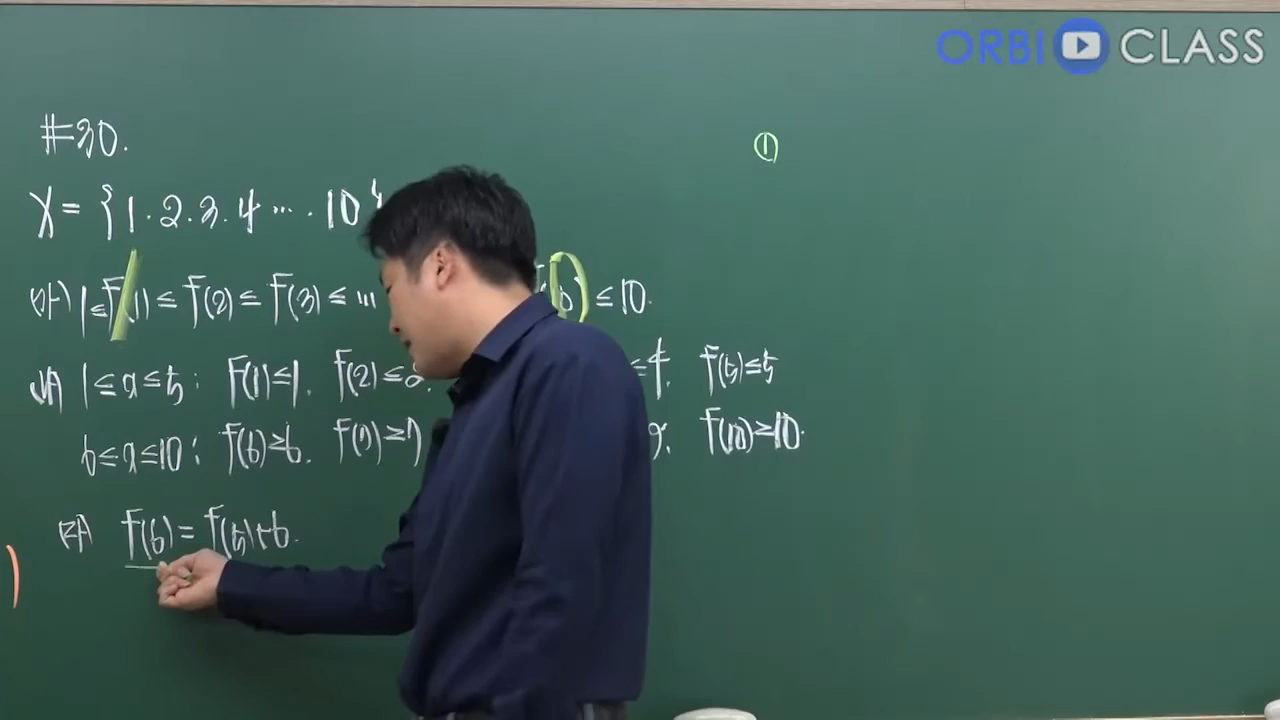 ORBI CLASS
#30.
①
X = {1. 2. 3. 4 ... . 10}
(가) 1≤f(1) ≤ f(2) ≤ f(3) ≤ ... ≤ 10.
(나) 1≤x≤5 : f(1)≤1. f(2)≤2. ≤4. f(5)≤5
6≤x≤10 : f(6)≥6. f(7)≥7 9. f(10)≥10.
(다) f(6) = f(5)+6.